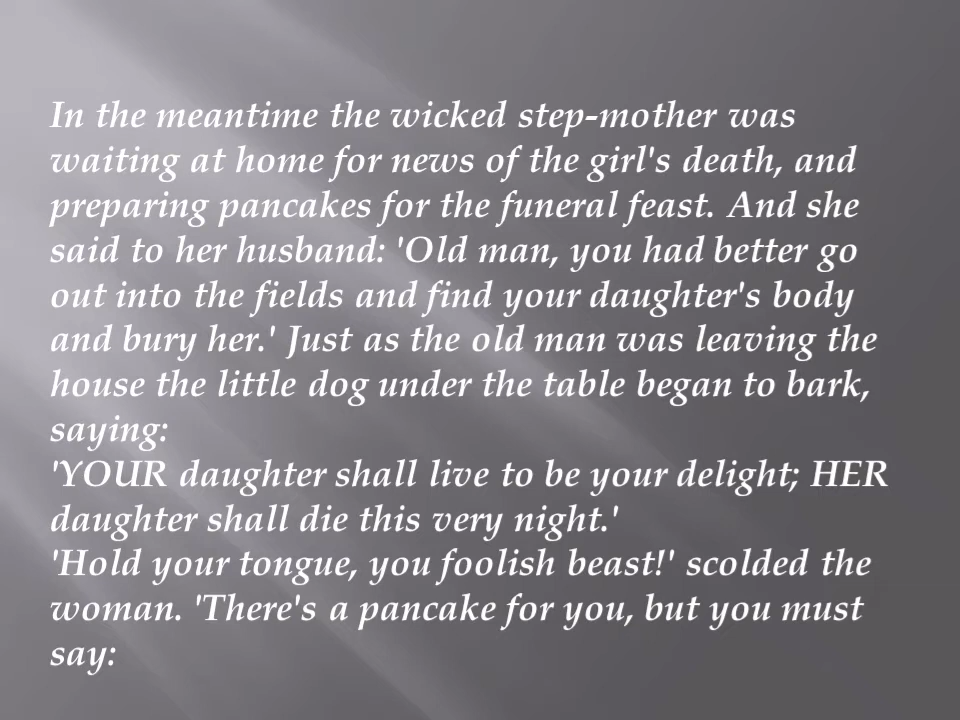 In the meantime the wicked step-mother was
waiting at home for news of the girl's death, and
preparing pancakes for the funeral feast. And she
said to her husband: 'Old man, you had better go
out into the fields and find your daughter's body
and bury her.' Just as the old man was leaving the
house the little dog under the table began to bark,
saying:
'YOUR daughter shall live to be your delight; HER
daughter shall die this very night.'
'Hold your tongue, you foolish beast!' scolded the
woman. 'There's a pancake for you, but you must
say: